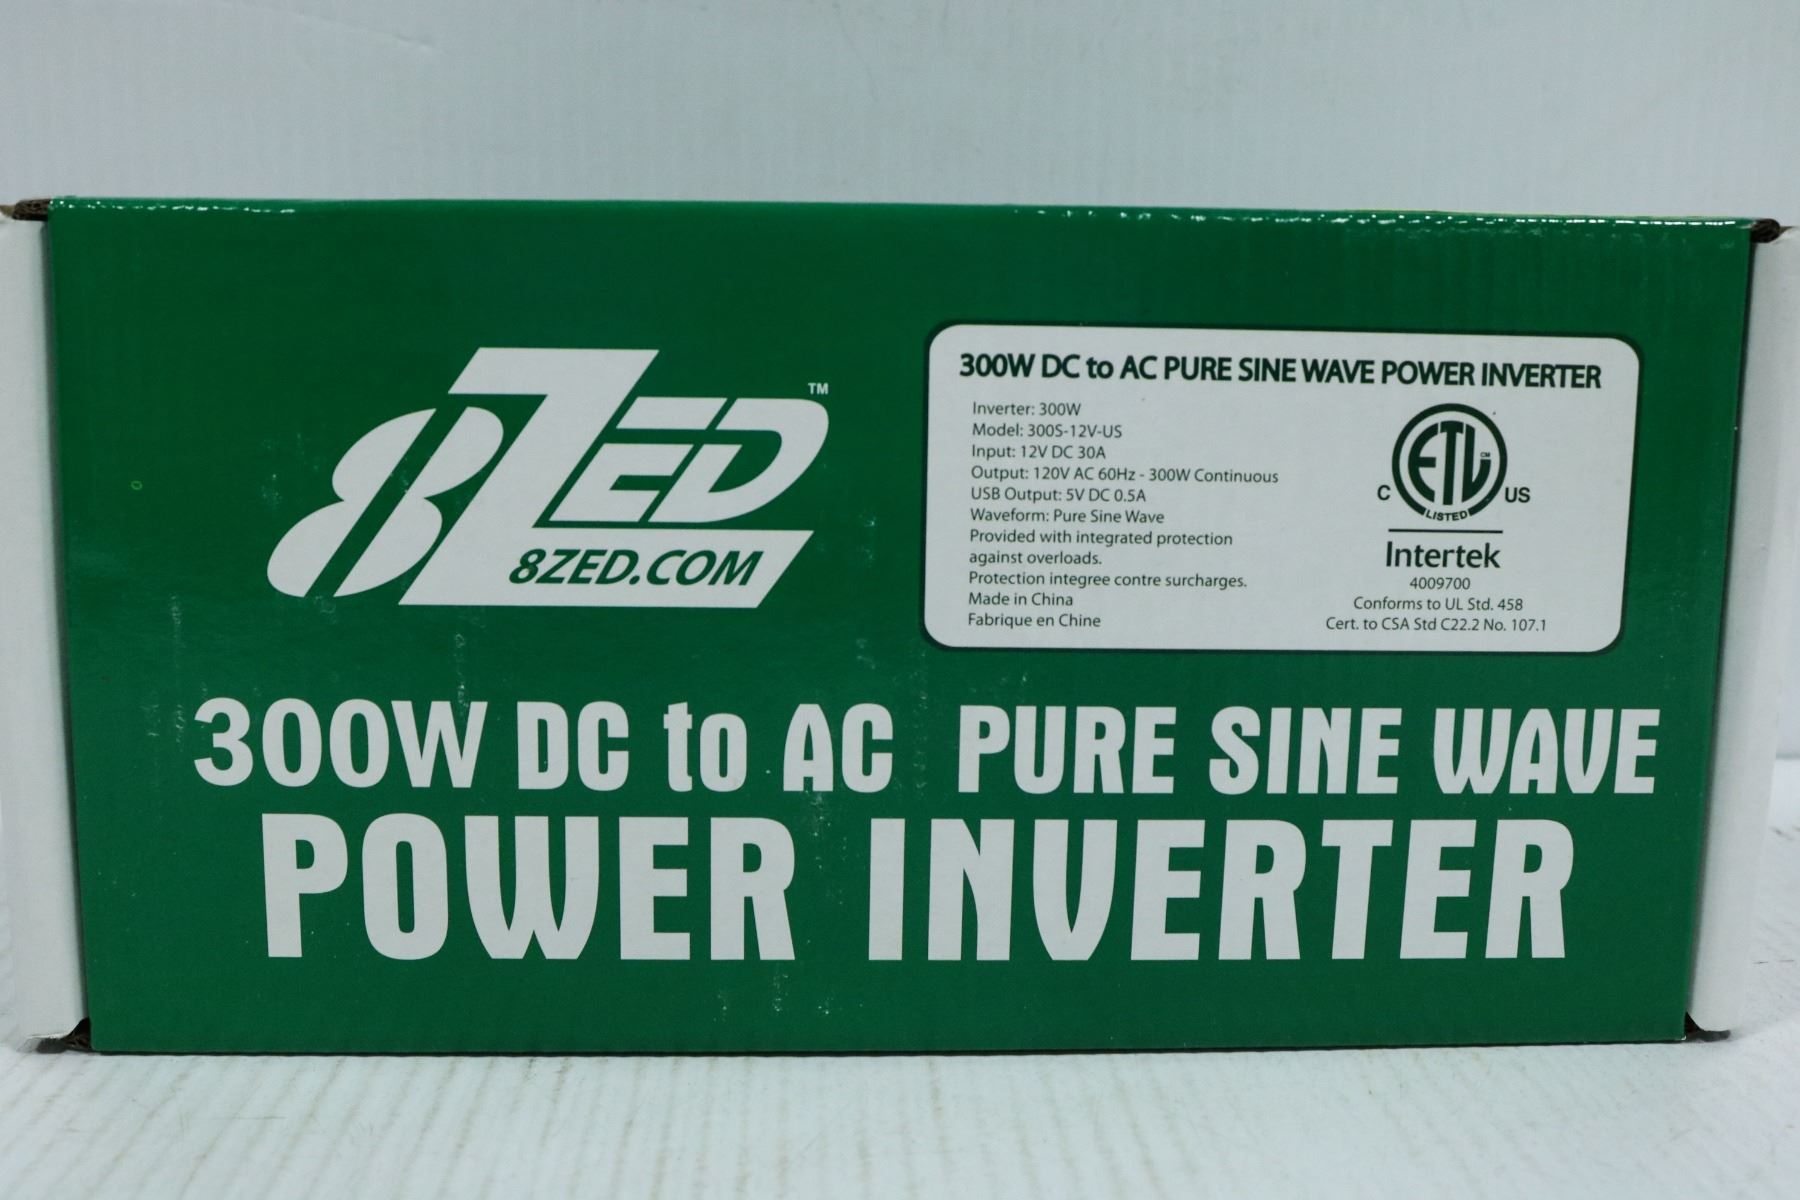 8ZED™
8ZED.COM
300W DC to AC PURE SINE WAVE POWER INVERTER
Inverter: 300W
Model: 300S-12V-US
Input: 12V DC 30A
Output: 120V AC 60Hz - 300W Continuous
USB Output: 5V DC 0.5A
Waveform: Pure Sine Wave
Provided with integrated protection
against overloads.
Protection integree contre surcharges.
Made in China
Fabrique en Chine
ETL CM
C US
LISTED
Intertek
4009700
Conforms to UL Std. 458
Cert. to CSA Std C22.2 No. 107.1
300W DC to AC PURE SINE WAVE
POWER INVERTER